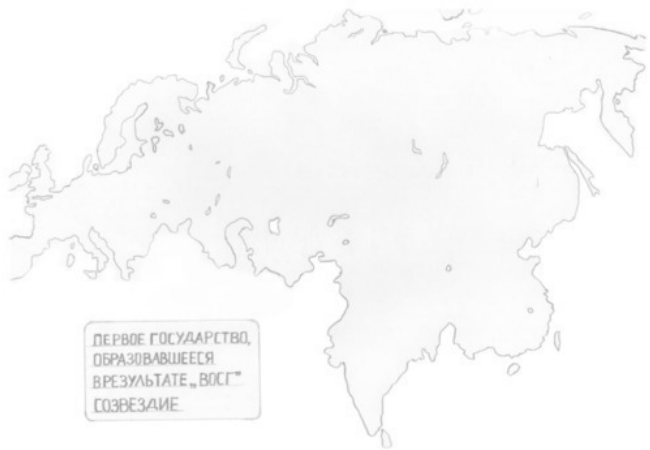 ПЕРВОЕ ГОСУДАРСТВО,
ОБРАЗОВАВШЕЕСЯ
В РЕЗУЛЬТАТЕ „ВОСГ"
СОЗВЕЗДИЕ